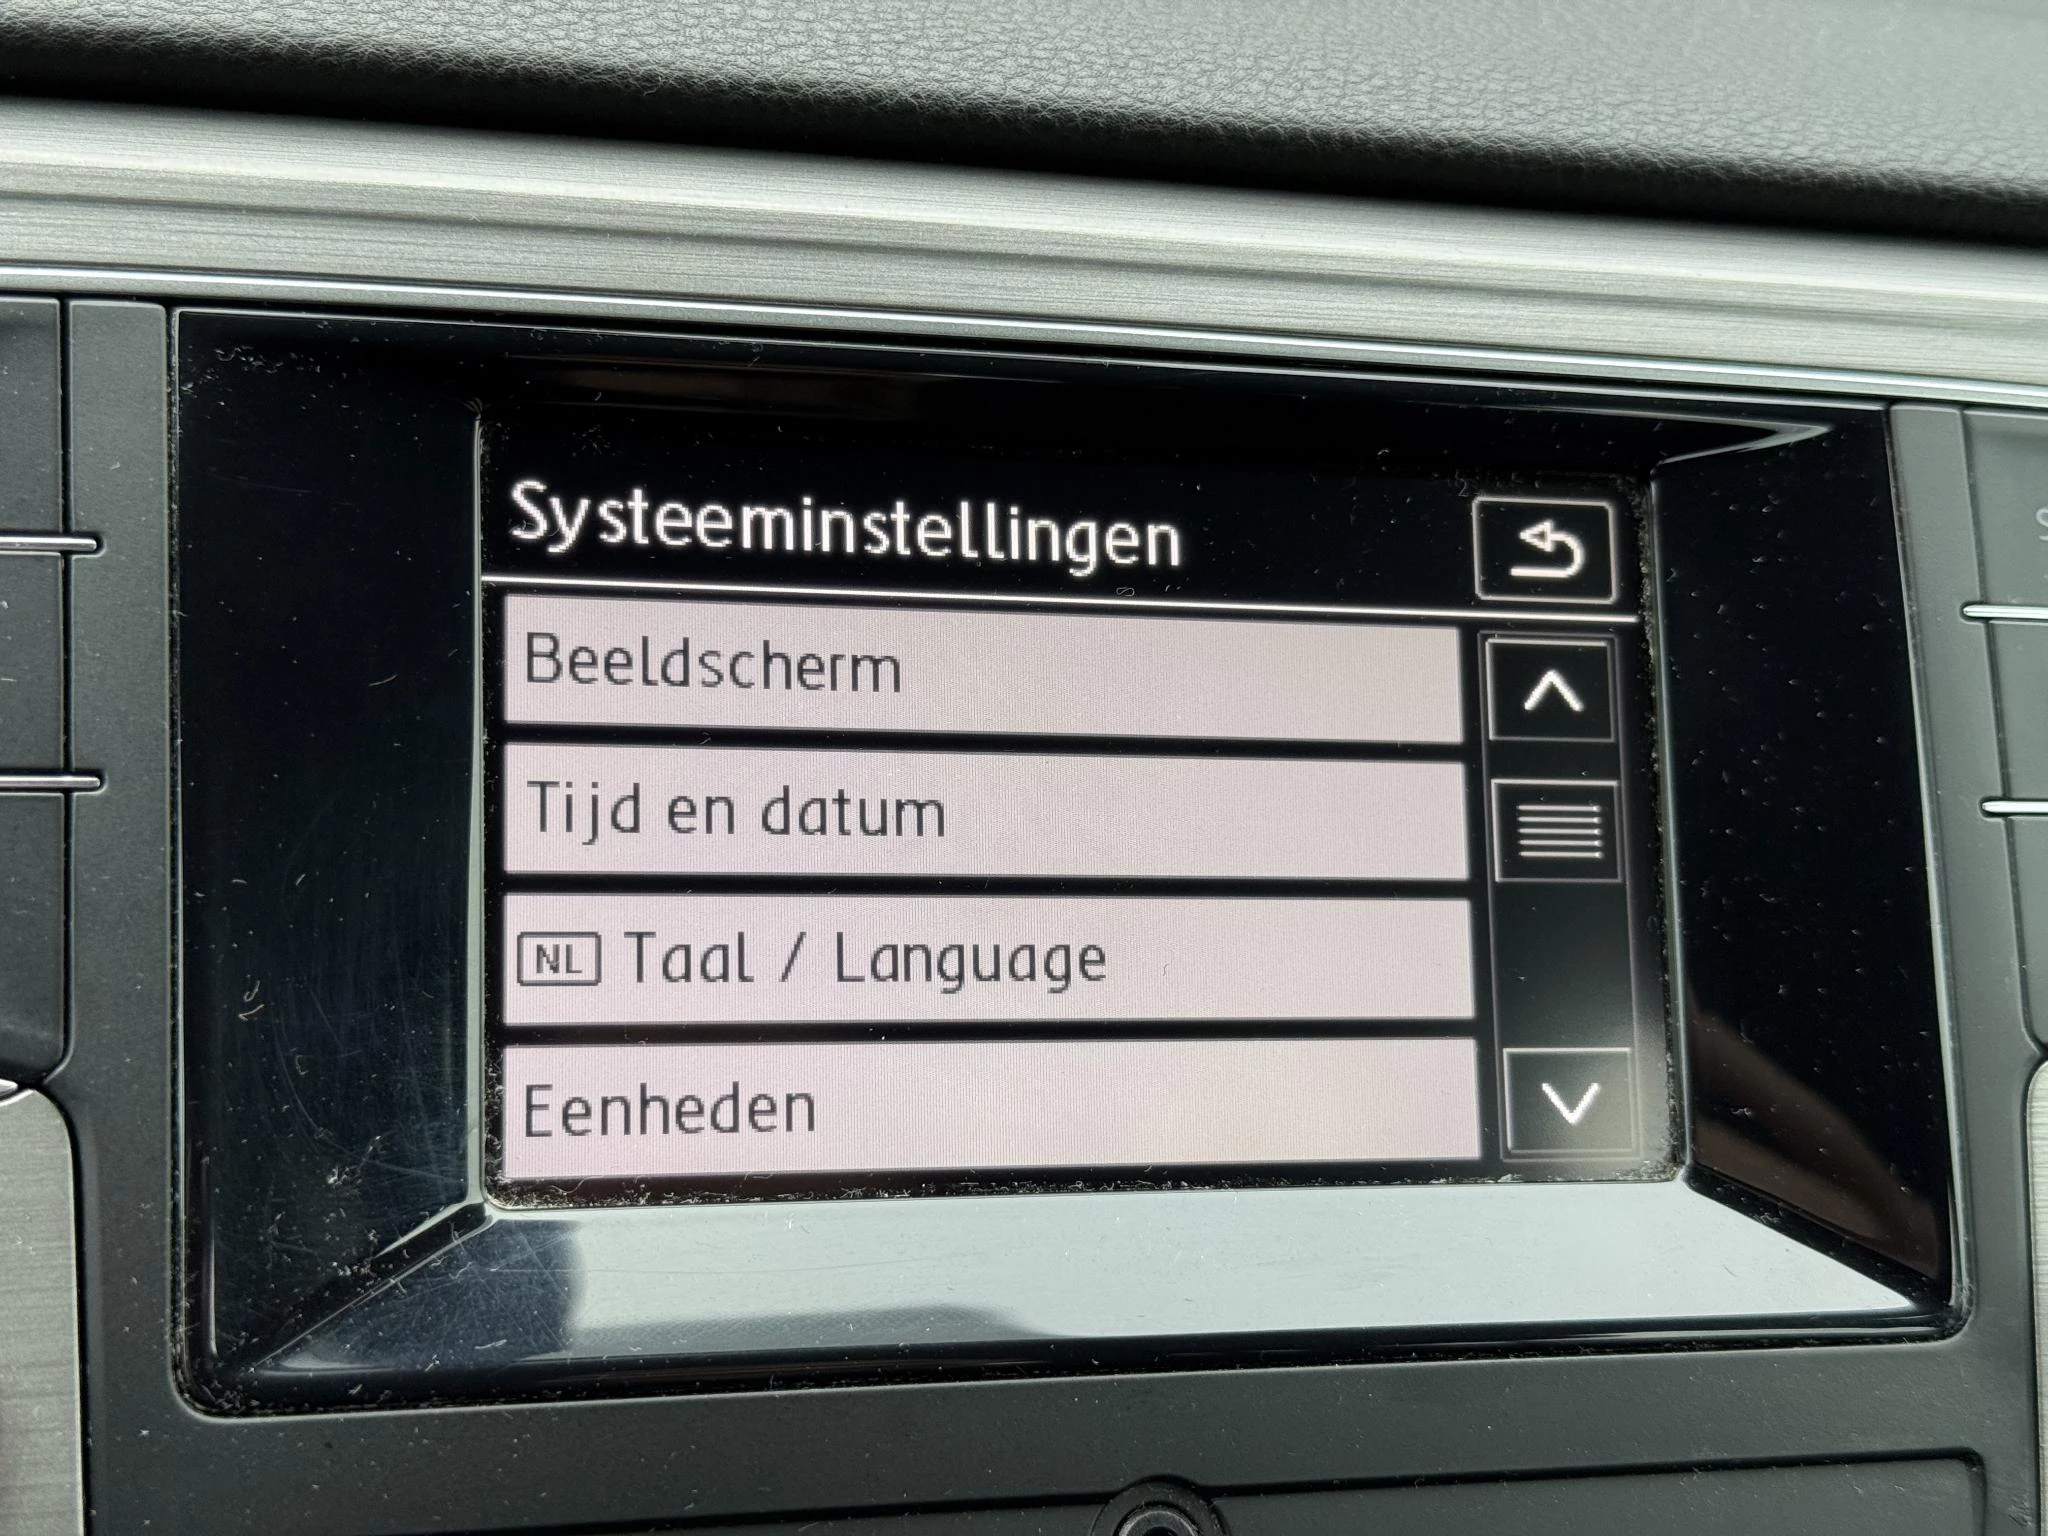 Systeeminstellingen
Beeldscherm
Tijd en datum
NL Taal / Language
Eenheden